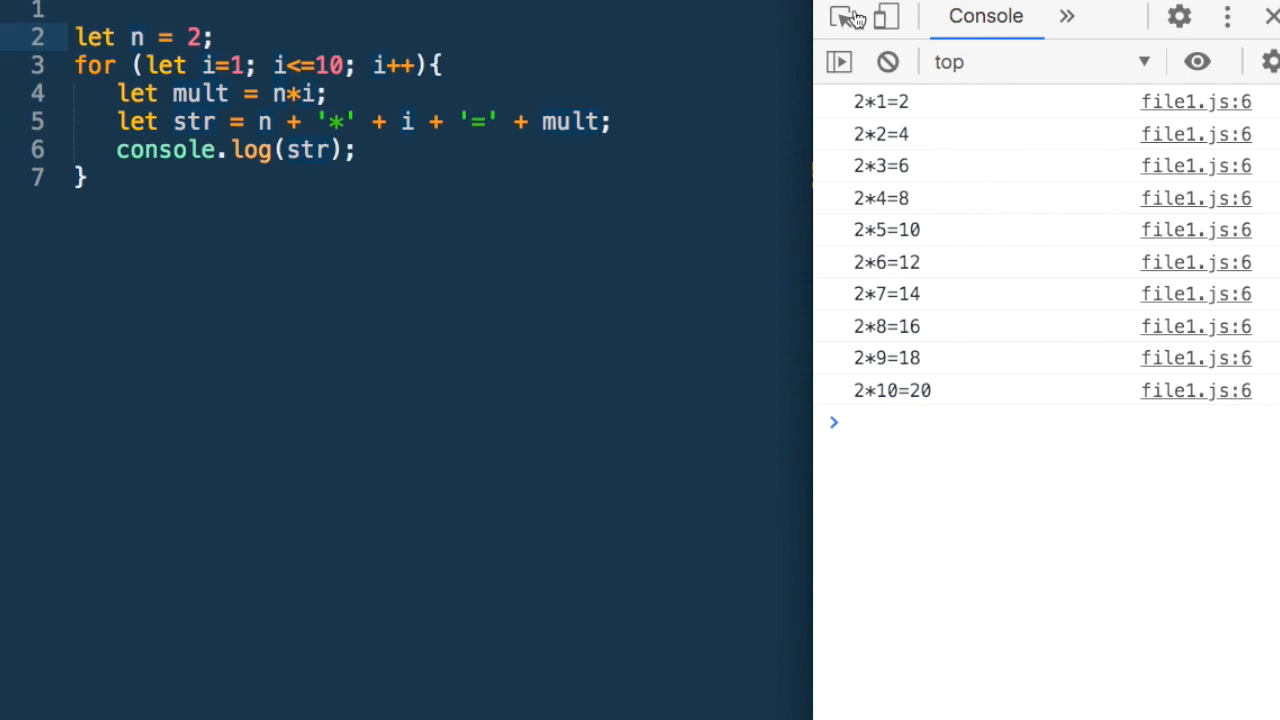 1
2 let n = 2;
3 for (let i=1; i<=10; i++){
4 let mult = n*i;
5 let str = n + '*' + i + '=' + mult;
6 console.log(str);
7 }
Console »
top
2*1=2 file1.js:6
2*2=4 file1.js:6
2*3=6 file1.js:6
2*4=8 file1.js:6
2*5=10 file1.js:6
2*6=12 file1.js:6
2*7=14 file1.js:6
2*8=16 file1.js:6
2*9=18 file1.js:6
2*10=20 file1.js:6
>